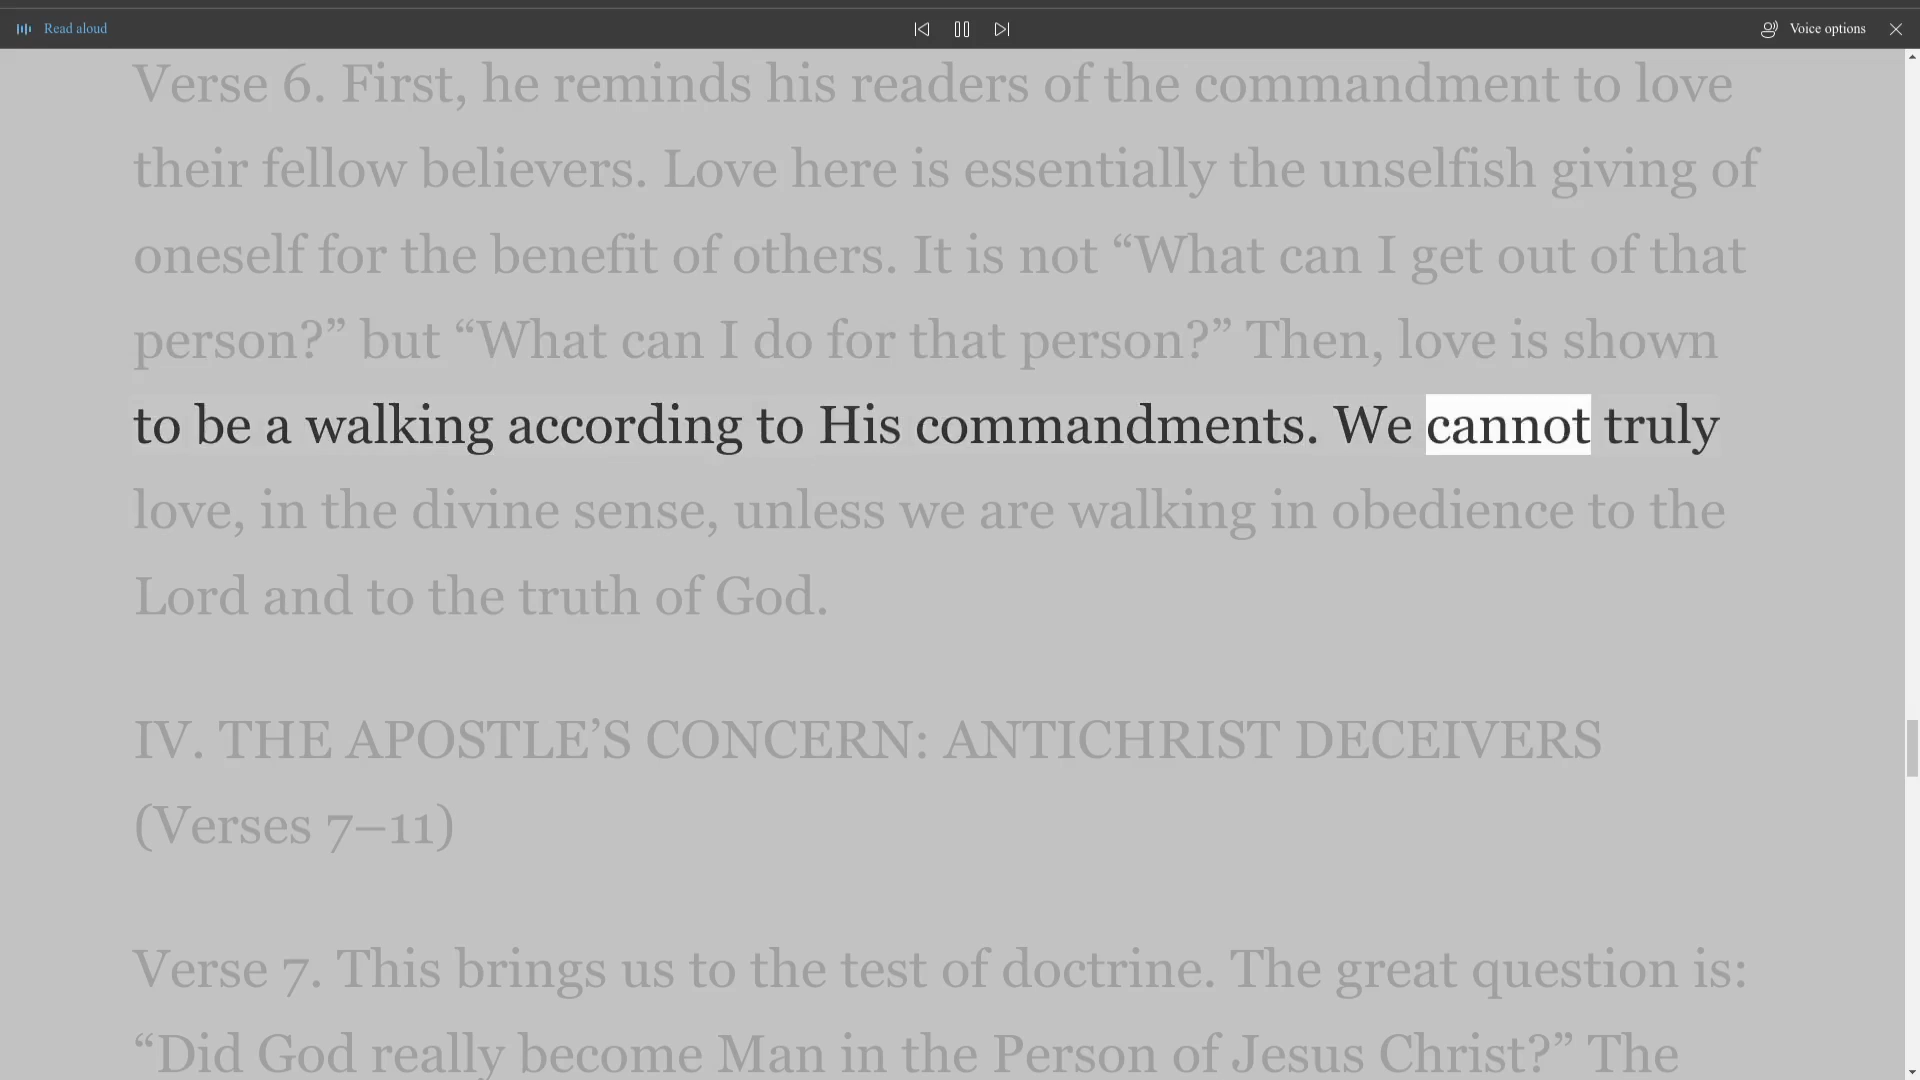 Read aloud
Voice options
Verse 6. First, he reminds his readers of the commandment to love
their fellow believers. Love here is essentially the unselfish giving of
oneself for the benefit of others. It is not “What can I get out of that
person?” but “What can I do for that person?” Then, love is shown
to be a walking according to His commandments. We cannot truly
love, in the divine sense, unless we are walking in obedience to the
Lord and to the truth of God.
IV. THE APOSTLE’S CONCERN: ANTICHRIST DECEIVERS
(Verses 7–11)
Verse 7. This brings us to the test of doctrine. The great question is:
“Did God really become Man in the Person of Jesus Christ?” The